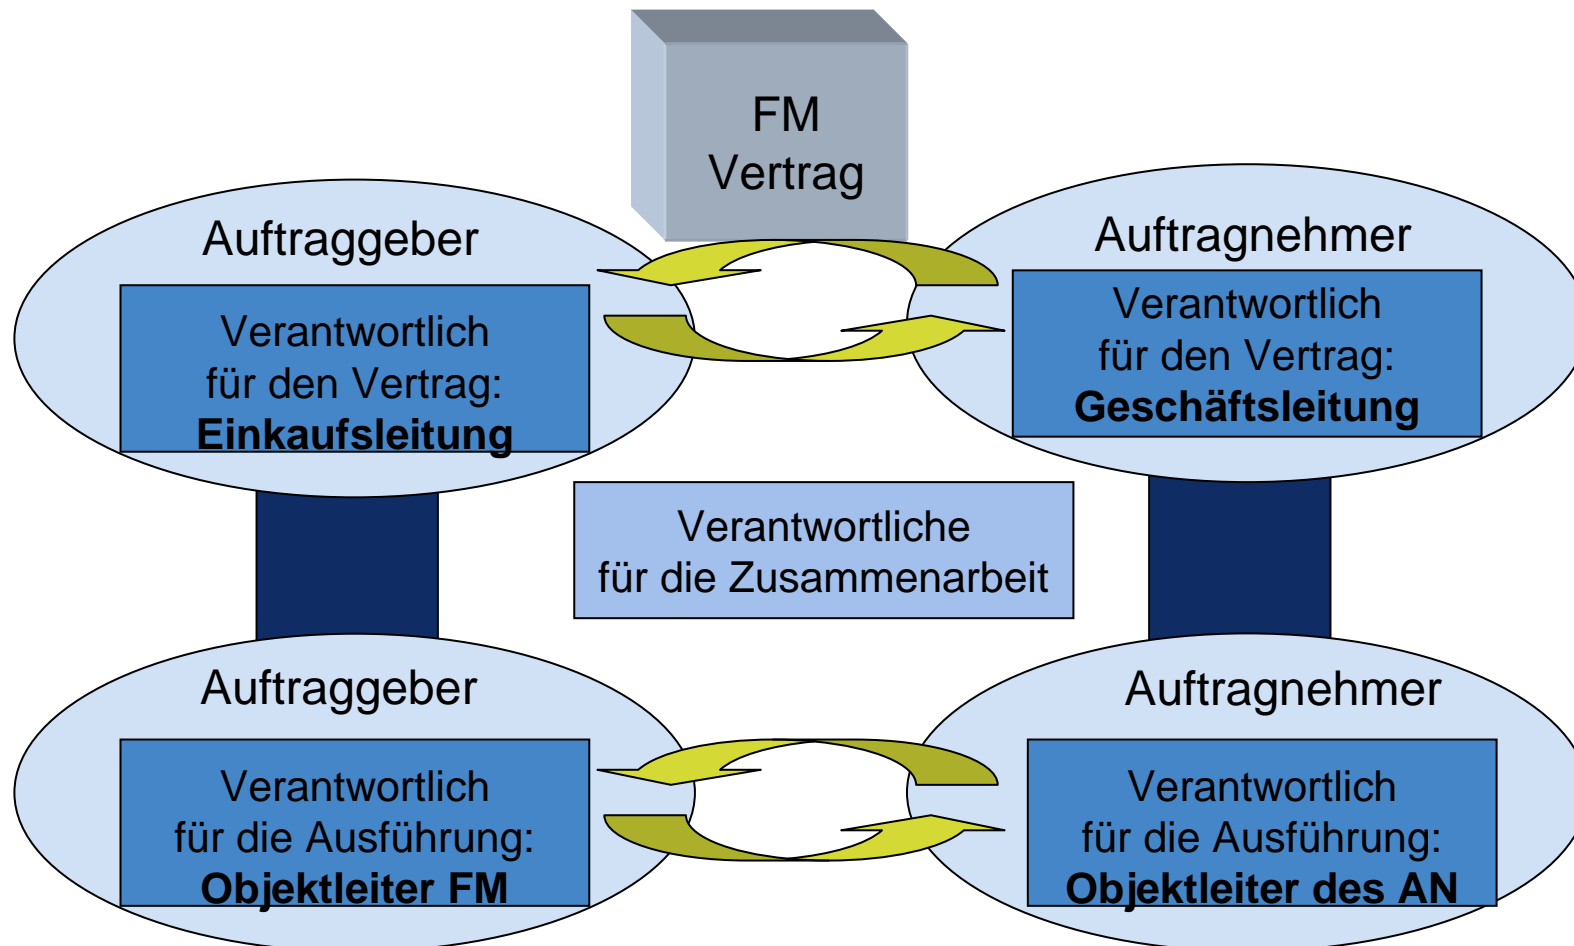 FM
Vertrag
Auftraggeber
Verantwortlich
für den Vertrag:
Einkaufsleitung
Auftragnehmer
Verantwortlich
für den Vertrag:
Geschäftsleitung
Verantwortliche
für die Zusammenarbeit
Auftraggeber
Verantwortlich
für die Ausführung:
Objektleiter FM
Auftragnehmer
Verantwortlich
für die Ausführung:
Objektleiter des AN